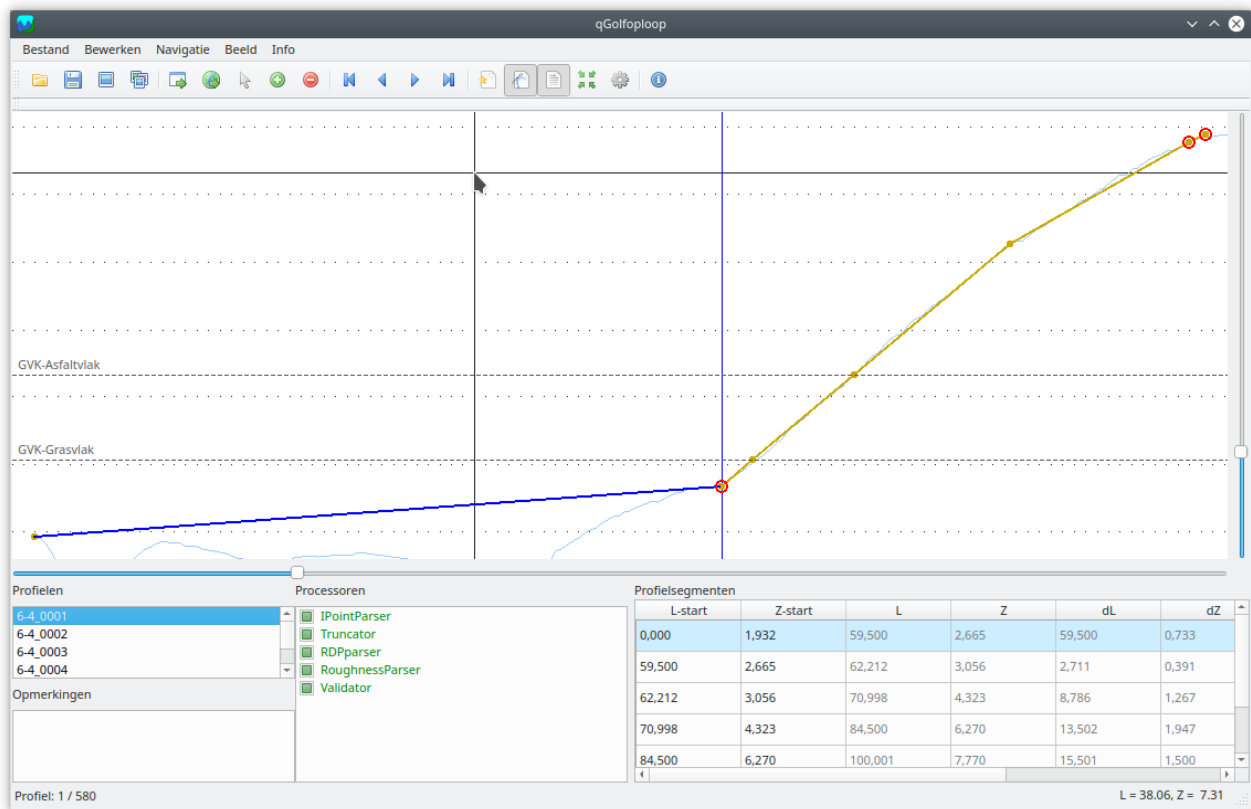 qGolfoploop
Bestand Bewerken Navigatie Beeld Info
GVK-Asfaltvlak
GVK-Grasvlak
Profielen
6-4_0001
6-4_0002
6-4_0003
6-4_0004
Opmerkingen
Processoren
IPointParser
Truncator
RDPparser
RoughnessParser
Validator
Profielsegmenten
L-start Z-start L Z dL dZ
0,000 1,932 59,500 2,665 59,500 0,733
59,500 2,665 62,212 3,056 2,711 0,391
62,212 3,056 70,998 4,323 8,786 1,267
70,998 4,323 84,500 6,270 13,502 1,947
84,500 6,270 100,001 7,770 15,501 1,500
Profiel: 1 / 580
L = 38.06, Z = 7.31